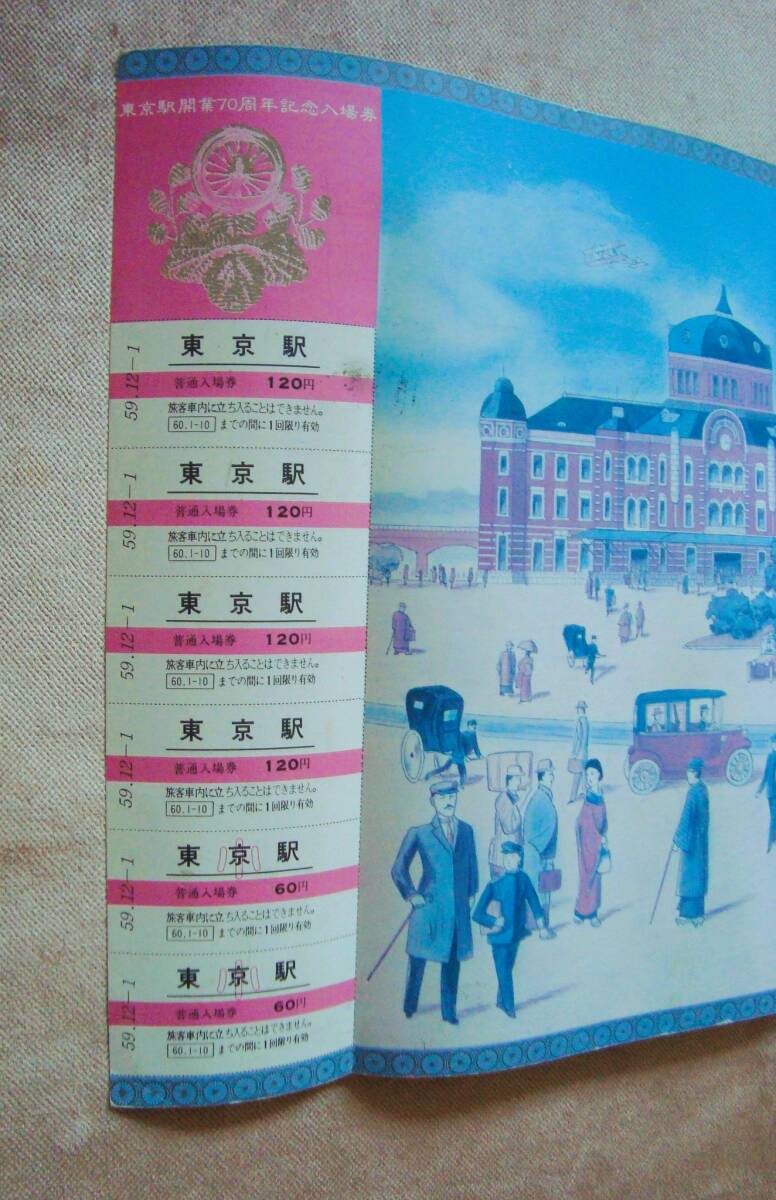 東京駅開業70周年記念入場券
59.12-1
東京駅
普通入場券 120円
旅客車内に立ち入ることはできません。
60.1-10 までの間に1回限り有効
59.12-1
東京駅
普通入場券 120円
旅客車内に立ち入ることはできません。
60.1-10 までの間に1回限り有効
59.12-1
東京駅
普通入場券 120円
旅客車内に立ち入ることはできません。
60.1-10 までの間に1回限り有効
59.12-1
東京駅
普通入場券 120円
旅客車内に立ち入ることはできません。
60.1-10 までの間に1回限り有効
59.12-1
東京駅
小
普通入場券 60円
旅客車内に立ち入ることはできません。
60.1-10 までの間に1回限り有効
59.12-1
東京駅
小
普通入場券 60円
旅客車内に立ち入ることはできません。
60.1-10 までの間に1回限り有効